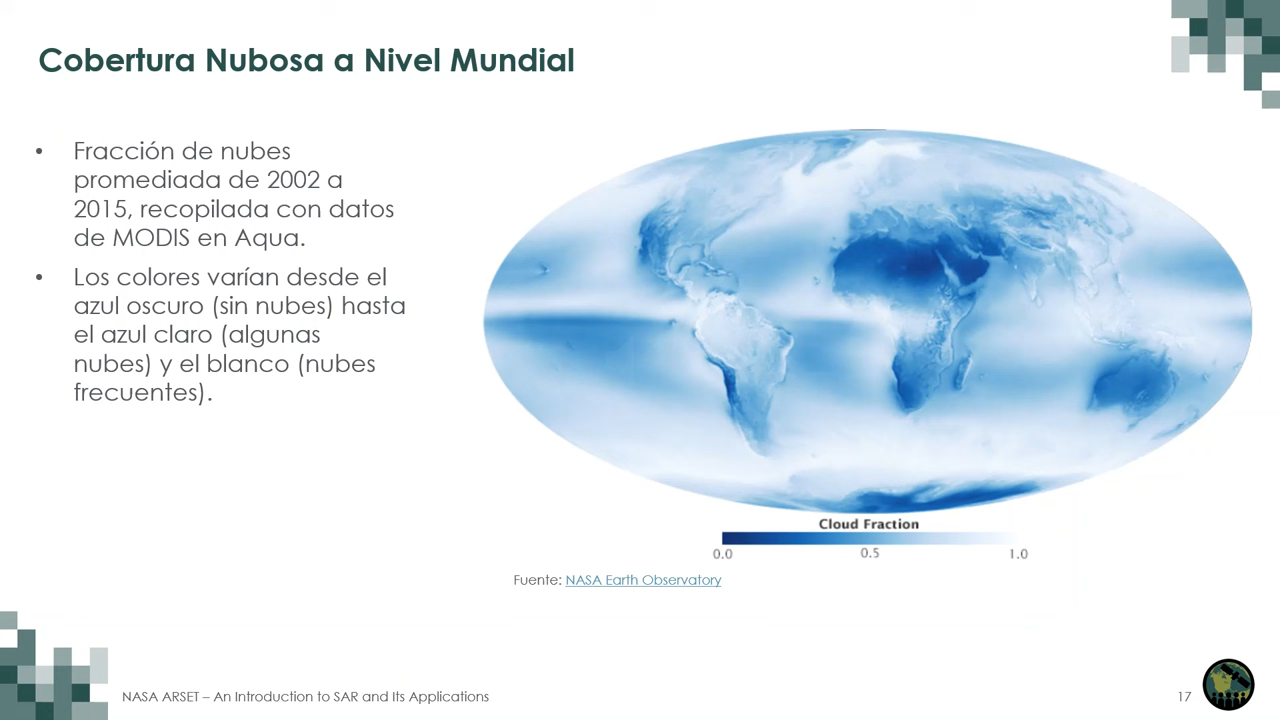 Cobertura Nubosa a Nivel Mundial
• Fracción de nubes
promediada de 2002 a
2015, recopilada con datos
de MODIS en Aqua.
• Los colores varían desde el
azul oscuro (sin nubes) hasta
el azul claro (algunas
nubes) y el blanco (nubes
frecuentes).
Cloud Fraction
0.0 0.5 1.0
Fuente: NASA Earth Observatory
NASA ARSET – An Introduction to SAR and Its Applications
17